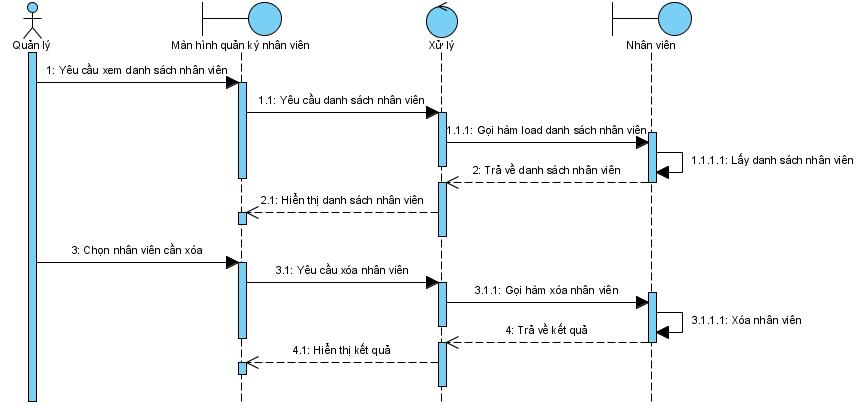 Quản lý
Màn hình quản ký nhân viên
Xử lý
Nhân viên
1: Yêu cầu xem danh sách nhân viên
1.1: Yêu cầu danh sách nhân viên
1.1.1: Gọi hàm load danh sách nhân viên
1.1.1.1: Lấy danh sách nhân viên
2: Trả về danh sách nhân viên
2.1: Hiển thị danh sách nhân viên
3: Chọn nhân viên cần xóa
3.1: Yêu cầu xóa nhân viên
3.1.1: Gọi hàm xóa nhân viên
3.1.1.1: Xóa nhân viên
4: Trả về kết quả
4.1: Hiển thị kết quả